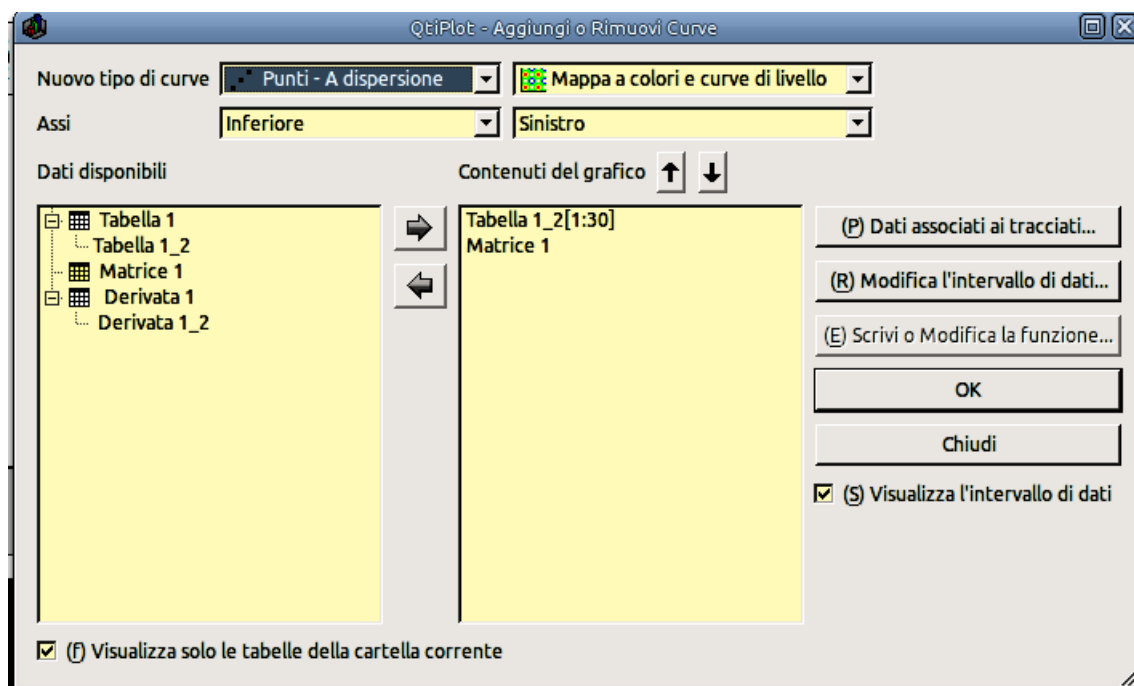 QtiPlot - Aggiungi o Rimuovi Curve
Nuovo tipo di curve Punti - A dispersione Mappa a colori e curve di livello
Assi Inferiore Sinistro
Dati disponibili
Tabella 1
Tabella 1_2
Matrice 1
Derivata 1
Derivata 1_2
Contenuti del grafico
Tabella 1_2[1:30]
Matrice 1
(P) Dati associati ai tracciati...
(R) Modifica l'intervallo di dati...
(E) Scrivi o Modifica la funzione...
OK
Chiudi
(S) Visualizza l'intervallo di dati
(f) Visualizza solo le tabelle della cartella corrente